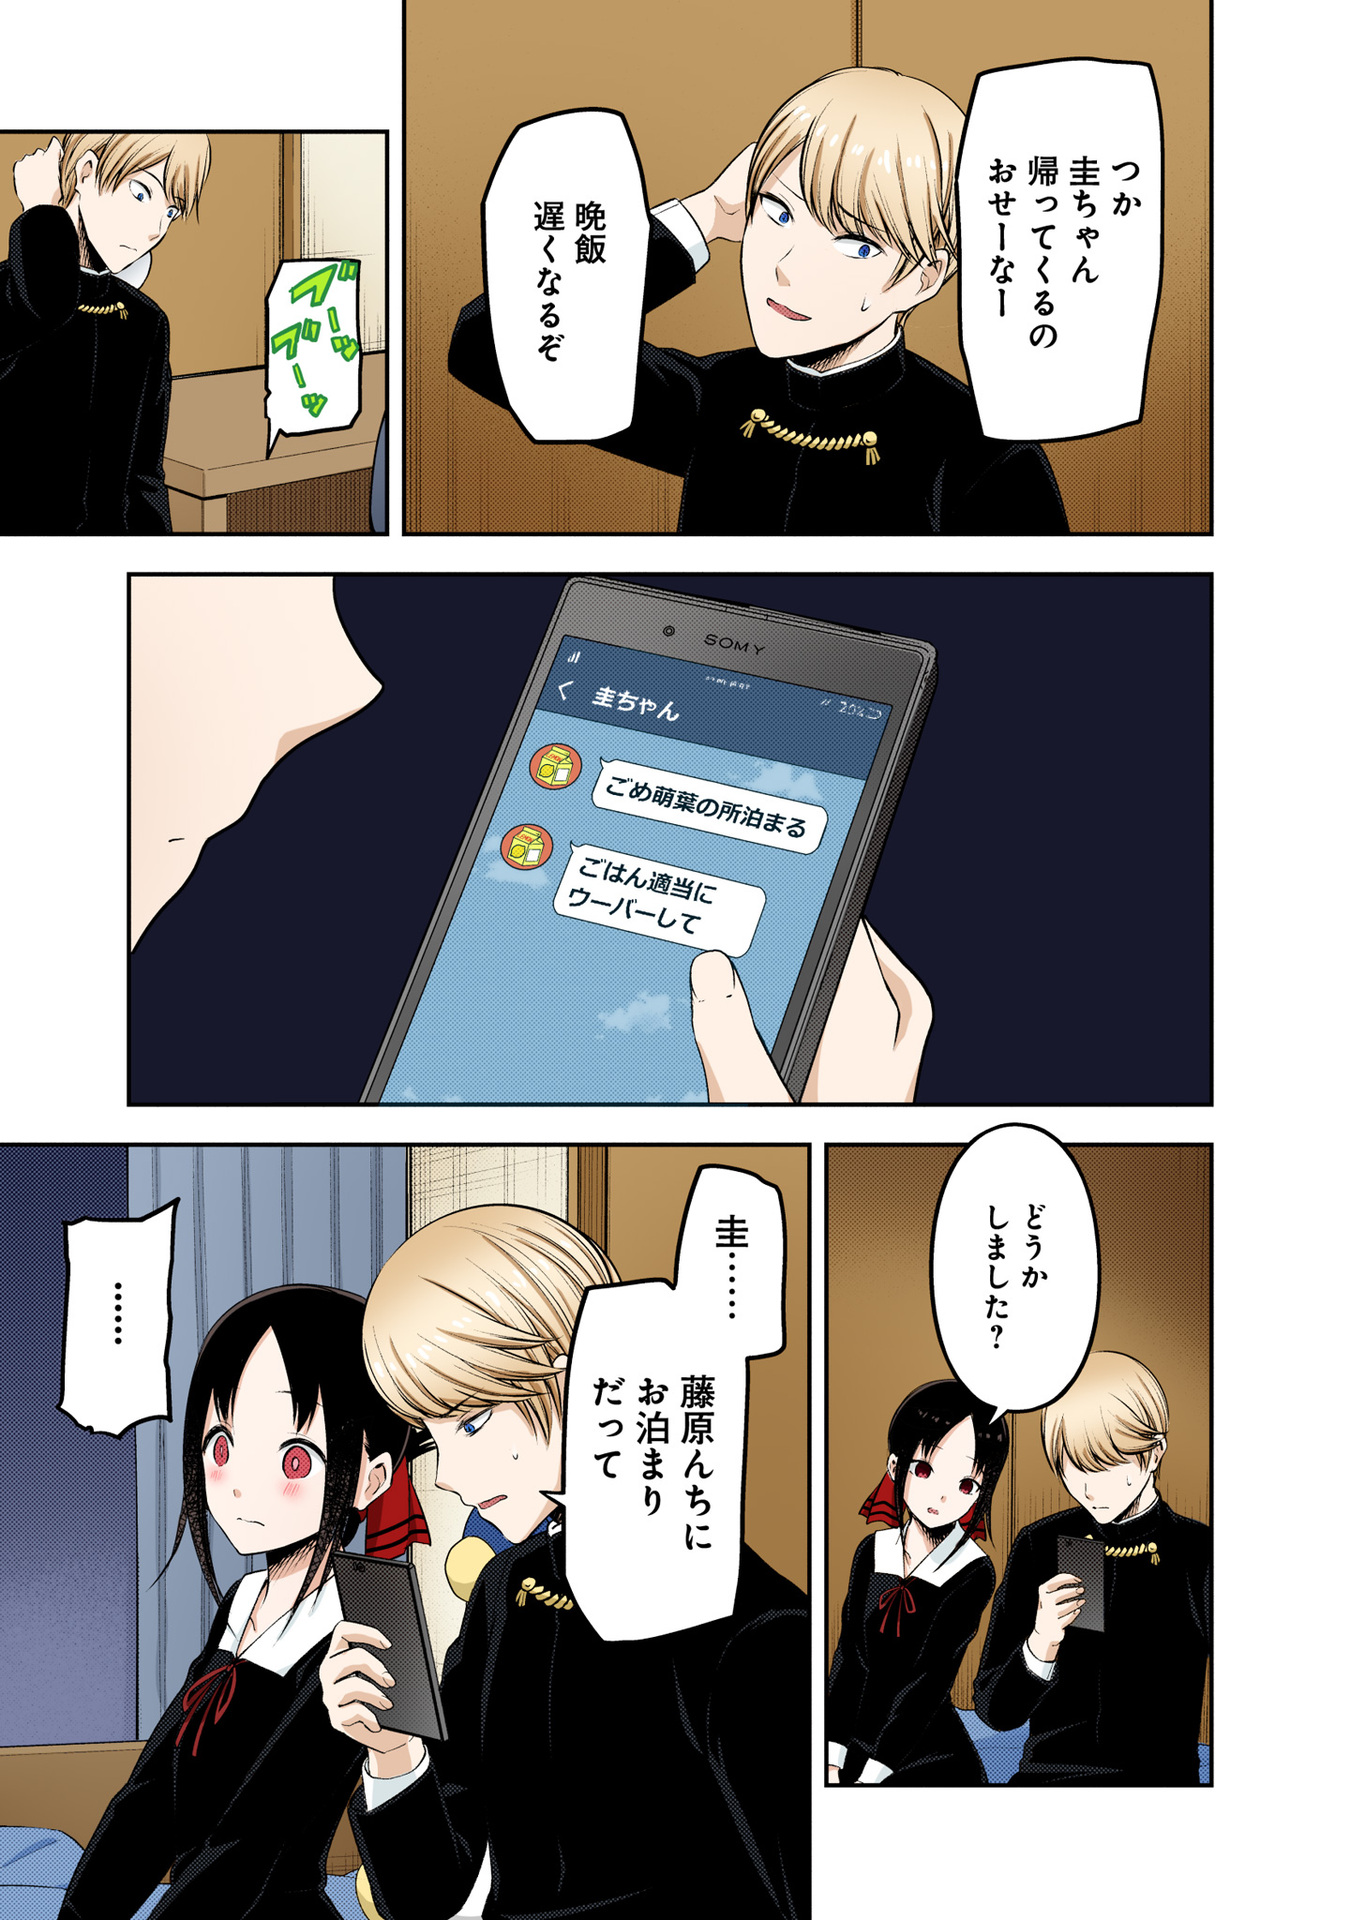 つか
圭ちゃん
帰ってくるの
おせーなー
晩飯
遅くなるぞ
ブーッ
ブーッ
SOMY
圭ちゃん
ごめ萌葉の所泊まる
ごはん適当に
ウーバーして
どうか
しました?
圭……
藤原んちに
お泊まり
だって
……